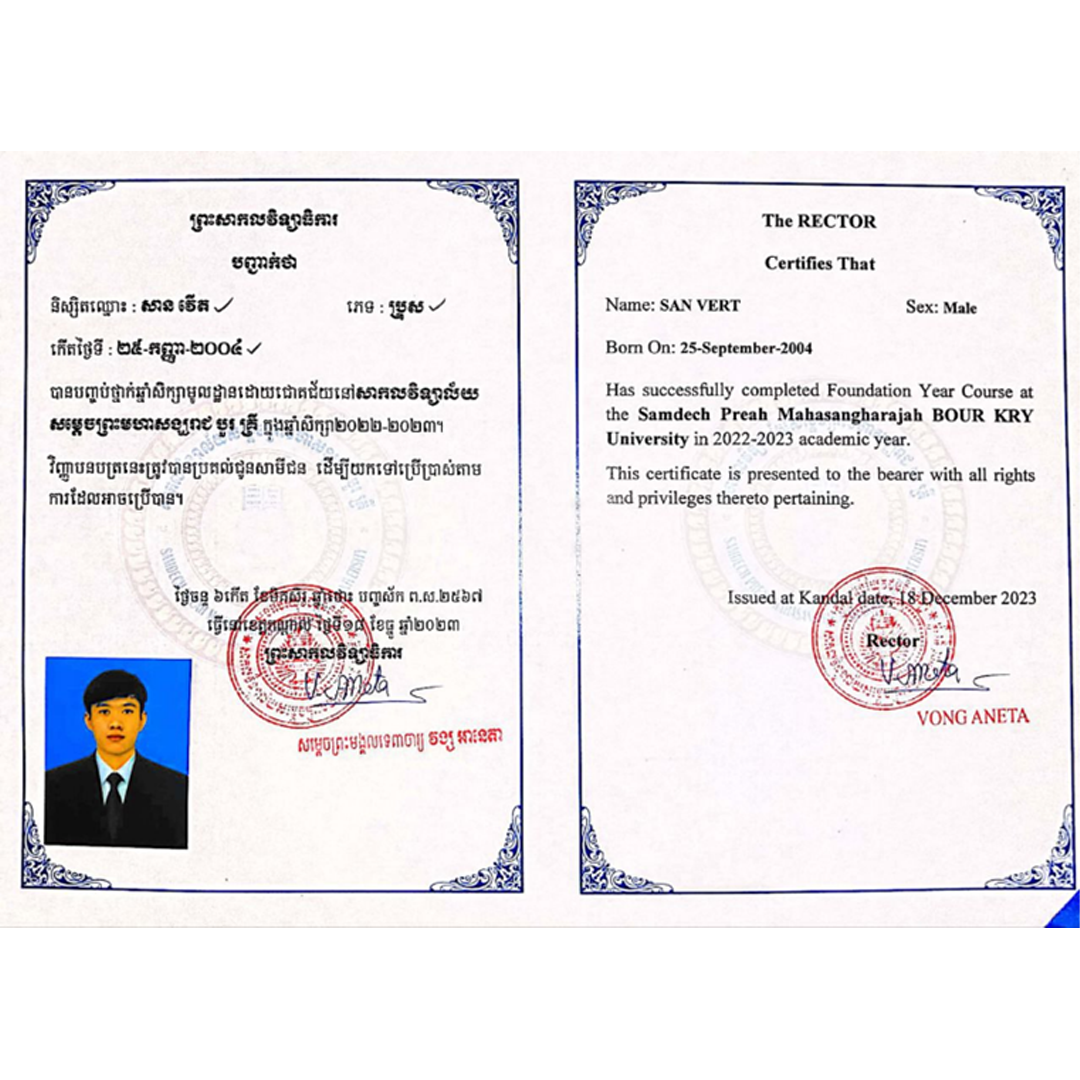 ព្រះសាកលវិទ្យាធិការ
បញ្ជាក់ថា
និស្សិតឈ្មោះ : សាន វើត ✓ ភេទ : ប្រុស ✓
កើតថ្ងៃទី : ២៥-កញ្ញា-២០០៤ ✓
បានបញ្ចប់ថ្នាក់ឆ្នាំសិក្សាមូលដ្ឋានដោយជោគជ័យនៅសាកលវិទ្យាល័យ
សម្តេចព្រះមហាសង្ឃរាជ បួរ គ្រី ក្នុងឆ្នាំសិក្សា២០២២-២០២៣។
វិញ្ញាបនបត្រនេះត្រូវបានប្រគល់ជូនសាមីជន ដើម្បីយកទៅប្រើប្រាស់តាម
ការដែលអាចប្រើបាន។
ថ្ងៃចន្ទ ៦កើត ខែមិគសិរ ឆ្នាំថោះ បញ្ចស័ក ព.ស.២៥៦៧
ធ្វើនៅខេត្តកណ្តាល ថ្ងៃទី១៨ ខែធ្នូ ឆ្នាំ២០២៣
ព្រះសាកលវិទ្យាធិការ
V. Aneta
សម្តេចព្រះមង្គលទេពាចារ្យ វង្ស អានេតា
The RECTOR
Certifies That
Name: SAN VERT Sex: Male
Born On: 25-September-2004
Has successfully completed Foundation Year Course at
the Samdech Preah Mahasangharajah BOUR KRY
University in 2022-2023 academic year.
This certificate is presented to the bearer with all rights
and privileges thereto pertaining.
Issued at Kandal date, 18 December 2023
Rector
V. Aneta
VONG ANETA